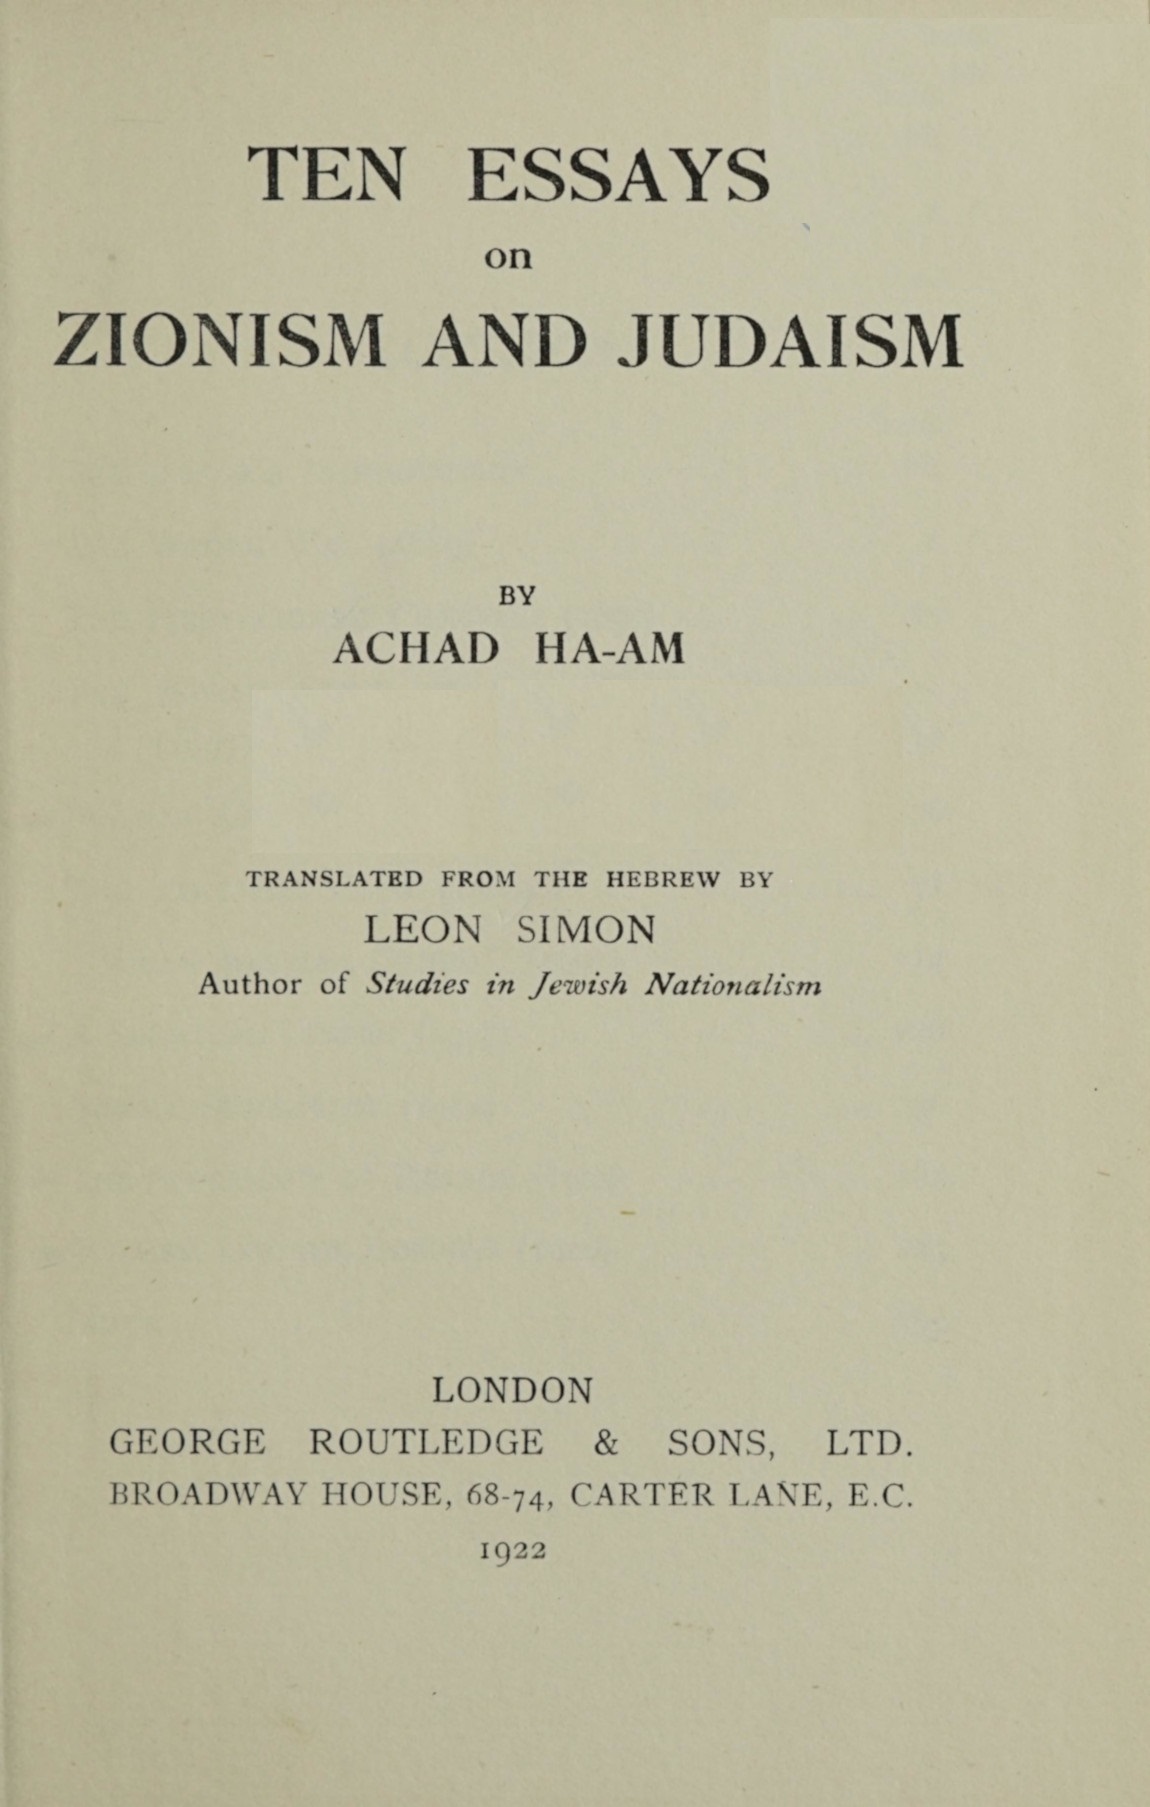 TEN ESSAYS
on
ZIONISM AND JUDAISM
BY
ACHAD HA-AM
TRANSLATED FROM THE HEBREW BY
LEON SIMON
Author of Studies in Jewish Nationalism
LONDON
GEORGE ROUTLEDGE & SONS, LTD.
BROADWAY HOUSE, 68-74, CARTER LANE, E.C.
1922